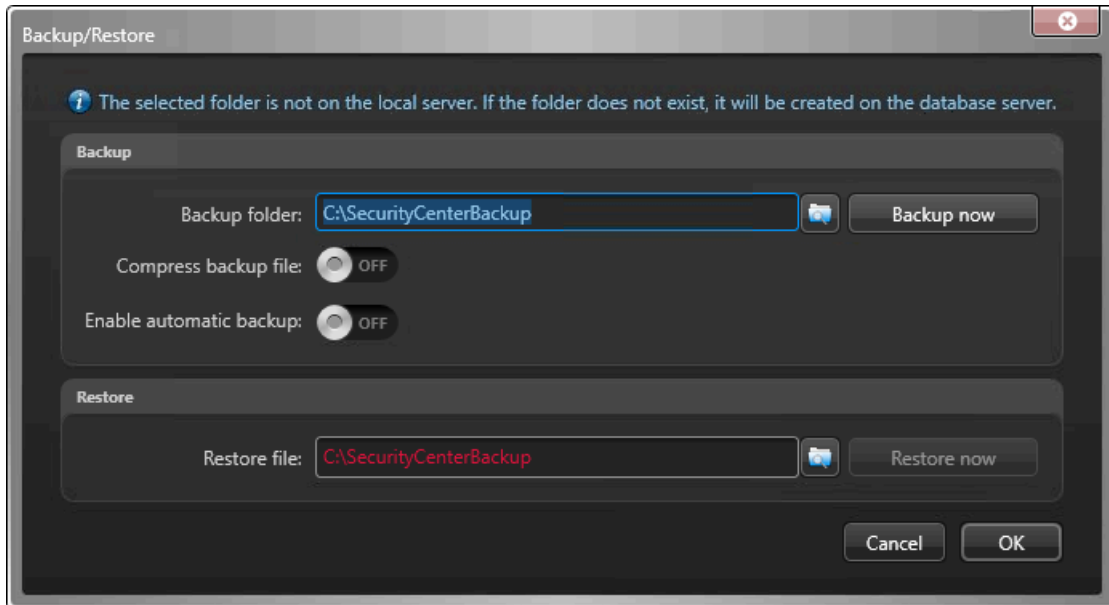 Backup/Restore
The selected folder is not on the local server. If the folder does not exist, it will be created on the database server.
Backup
Backup folder: C:\SecurityCenterBackup Backup now
Compress backup file: OFF
Enable automatic backup: OFF
Restore
Restore file: C:\SecurityCenterBackup Restore now
Cancel OK